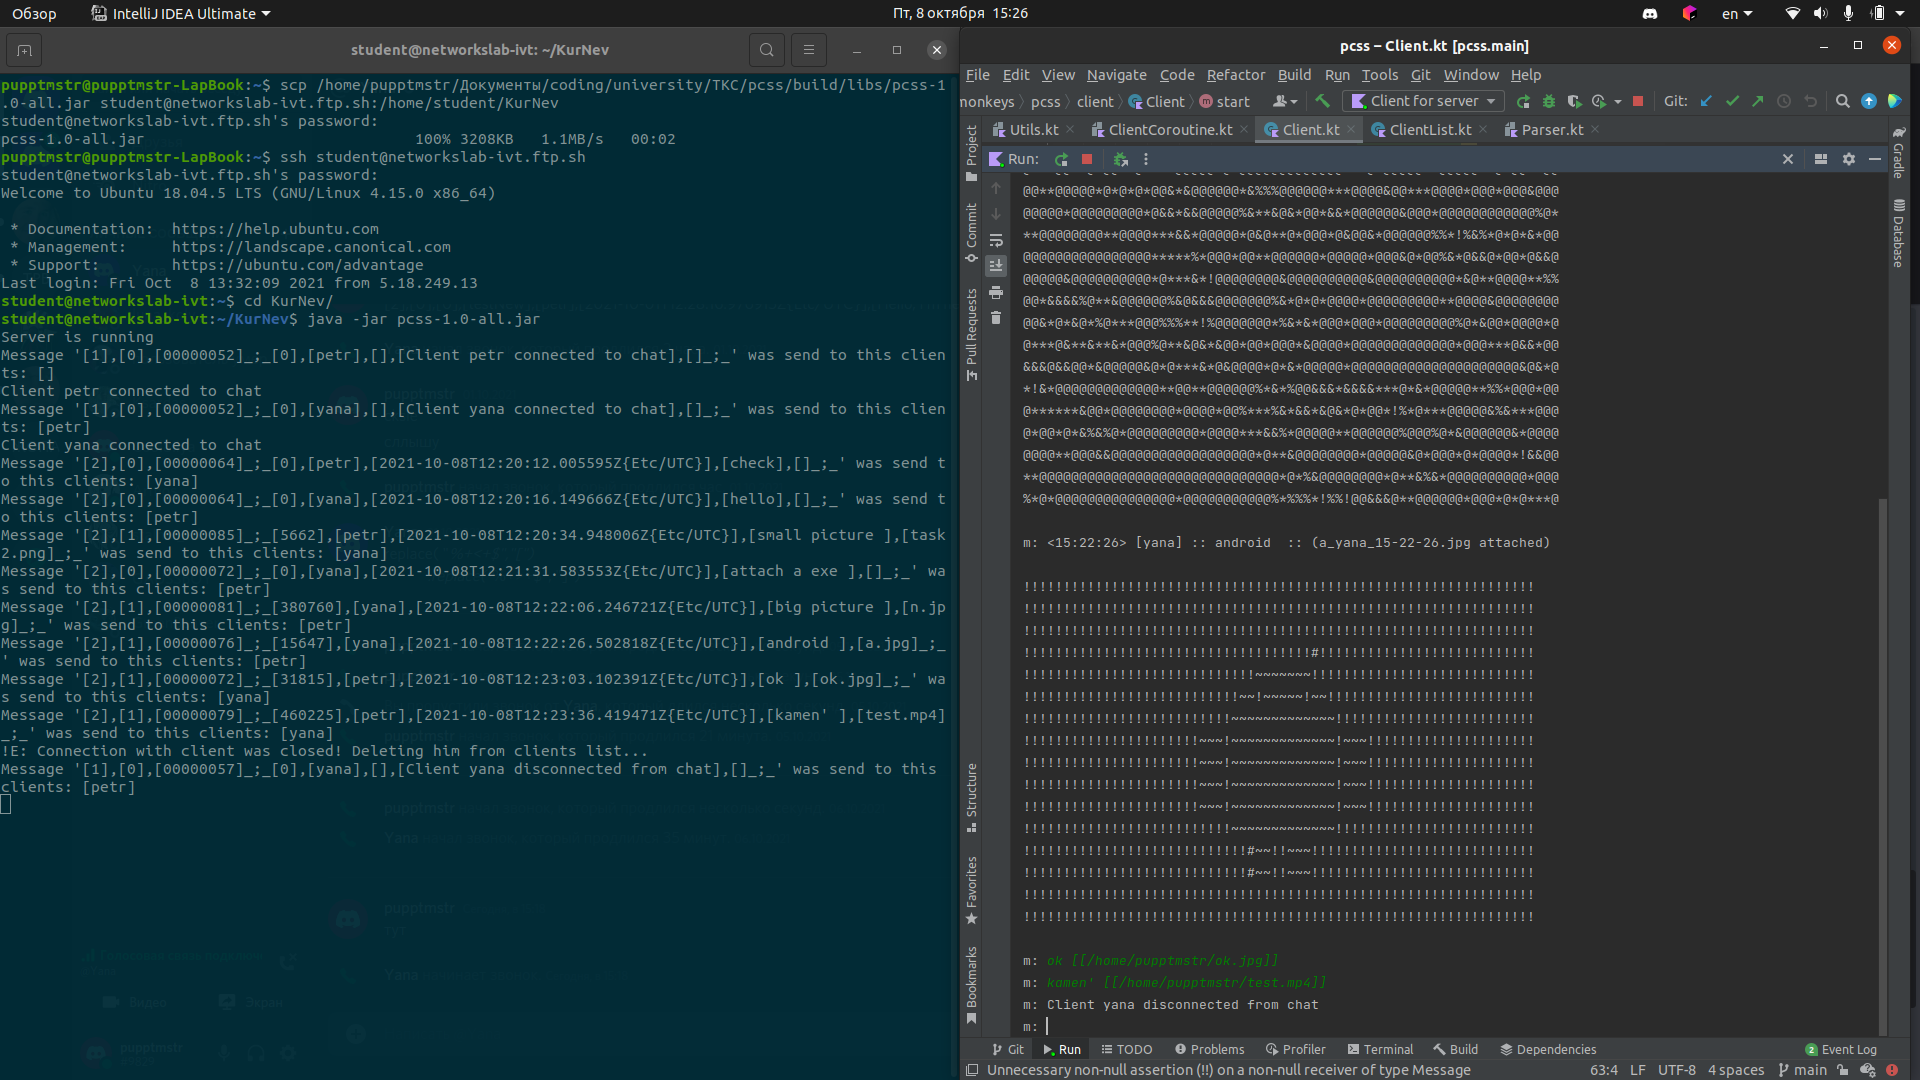 Обзор
IntelliJ IDEA Ultimate
Пт, 8 октября 15:26
en
student@networkslab-ivt: ~/KurNev
pupptmstr@pupptmstr-LapBook:~$ scp /home/pupptmstr/Документы/coding/university/TKC/pcss/build/libs/pcss-1
.0-all.jar student@networkslab-ivt.ftp.sh:/home/student/KurNev
student@networkslab-ivt.ftp.sh's password:
pcss-1.0-all.jar 100% 3208KB 1.1MB/s 00:02
pupptmstr@pupptmstr-LapBook:~$ ssh student@networkslab-ivt.ftp.sh
student@networkslab-ivt.ftp.sh's password:
Welcome to Ubuntu 18.04.5 LTS (GNU/Linux 4.15.0 x86_64)
* Documentation: https://help.ubuntu.com
* Management: https://landscape.canonical.com
* Support: https://ubuntu.com/advantage
Last login: Fri Oct 8 13:32:09 2021 from 5.18.249.13
student@networkslab-ivt:~$ cd KurNev/
student@networkslab-ivt:~/KurNev$ java -jar pcss-1.0-all.jar
Server is running
Message '[1],[0],[00000052]_;_[0],[petr],[],[Client petr connected to chat],[]_;_' was send to this clien
ts: []
Client petr connected to chat
Message '[1],[0],[00000052]_;_[0],[yana],[],[Client yana connected to chat],[]_;_' was send to this clien
ts: [petr]
Client yana connected to chat
Message '[2],[0],[00000064]_;_[0],[petr],[2021-10-08T12:20:12.005595Z{Etc/UTC}],[check],[]_;_' was send t
o this clients: [yana]
Message '[2],[0],[00000064]_;_[0],[yana],[2021-10-08T12:20:16.149666Z{Etc/UTC}],[hello],[]_;_' was send t
o this clients: [petr]
Message '[2],[1],[00000085]_;_[5662],[petr],[2021-10-08T12:20:34.948006Z{Etc/UTC}],[small picture ],[task
2.png]_;_' was send to this clients: [yana]
Message '[2],[0],[00000072]_;_[0],[yana],[2021-10-08T12:21:31.583553Z{Etc/UTC}],[attach a exe ],[]_;_' wa
s send to this clients: [petr]
Message '[2],[1],[00000081]_;_[380760],[yana],[2021-10-08T12:22:06.246721Z{Etc/UTC}],[big picture ],[n.jp
g]_;_' was send to this clients: [petr]
Message '[2],[1],[00000076]_;_[15647],[yana],[2021-10-08T12:22:26.502818Z{Etc/UTC}],[android ],[a.jpg]_;_
' was send to this clients: [petr]
Message '[2],[1],[00000072]_;_[31815],[petr],[2021-10-08T12:23:03.102391Z{Etc/UTC}],[ok ],[ok.jpg]_;_' wa
s send to this clients: [yana]
Message '[2],[1],[00000079]_;_[460225],[petr],[2021-10-08T12:23:36.419471Z{Etc/UTC}],[kamen' ],[test.mp4]
_;_' was send to this clients: [yana]
!E: Connection with client was closed! Deleting him from clients list...
Message '[1],[0],[00000057]_;_[0],[yana],[],[Client yana disconnected from chat],[]_;_' was send to this
clients: [petr]
pcss – Client.kt [pcss.main]
File Edit View Navigate Code Refactor Build Run Tools Git Window Help
monkeys pcss client Client start
Client for server
Git:
Utils.kt ClientCoroutine.kt Client.kt ClientList.kt Parser.kt
Run:
Project
Commit
Pull Requests
Structure
Favorites
Bookmarks
Gradle
Database
m: <15:22:26> [yana] :: android :: (a_yana_15-22-26.jpg attached)
m: ok [[/home/pupptmstr/ok.jpg]]
m: kamen' [[/home/pupptmstr/test.mp4]]
m: Client yana disconnected from chat
m:
Git Run TODO Problems Profiler Terminal Build Dependencies
2 Event Log
Unnecessary non-null assertion (!!) on a non-null receiver of type Message
63:4 LF UTF-8 4 spaces main